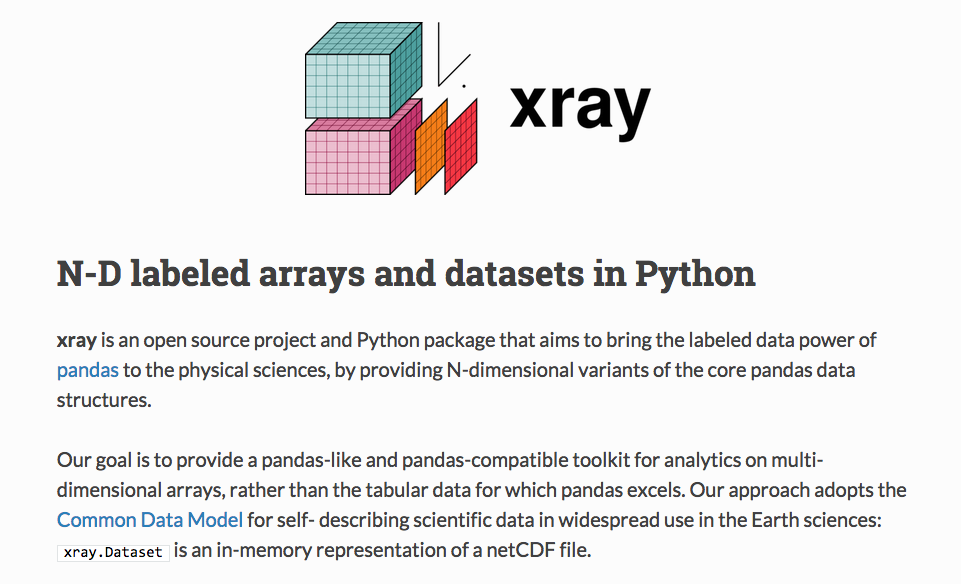 xray
N-D labeled arrays and datasets in Python
xray is an open source project and Python package that aims to bring the labeled data power of
pandas to the physical sciences, by providing N-dimensional variants of the core pandas data
structures.
Our goal is to provide a pandas-like and pandas-compatible toolkit for analytics on multi-
dimensional arrays, rather than the tabular data for which pandas excels. Our approach adopts the
Common Data Model for self- describing scientific data in widespread use in the Earth sciences:
xray.Dataset is an in-memory representation of a netCDF file.